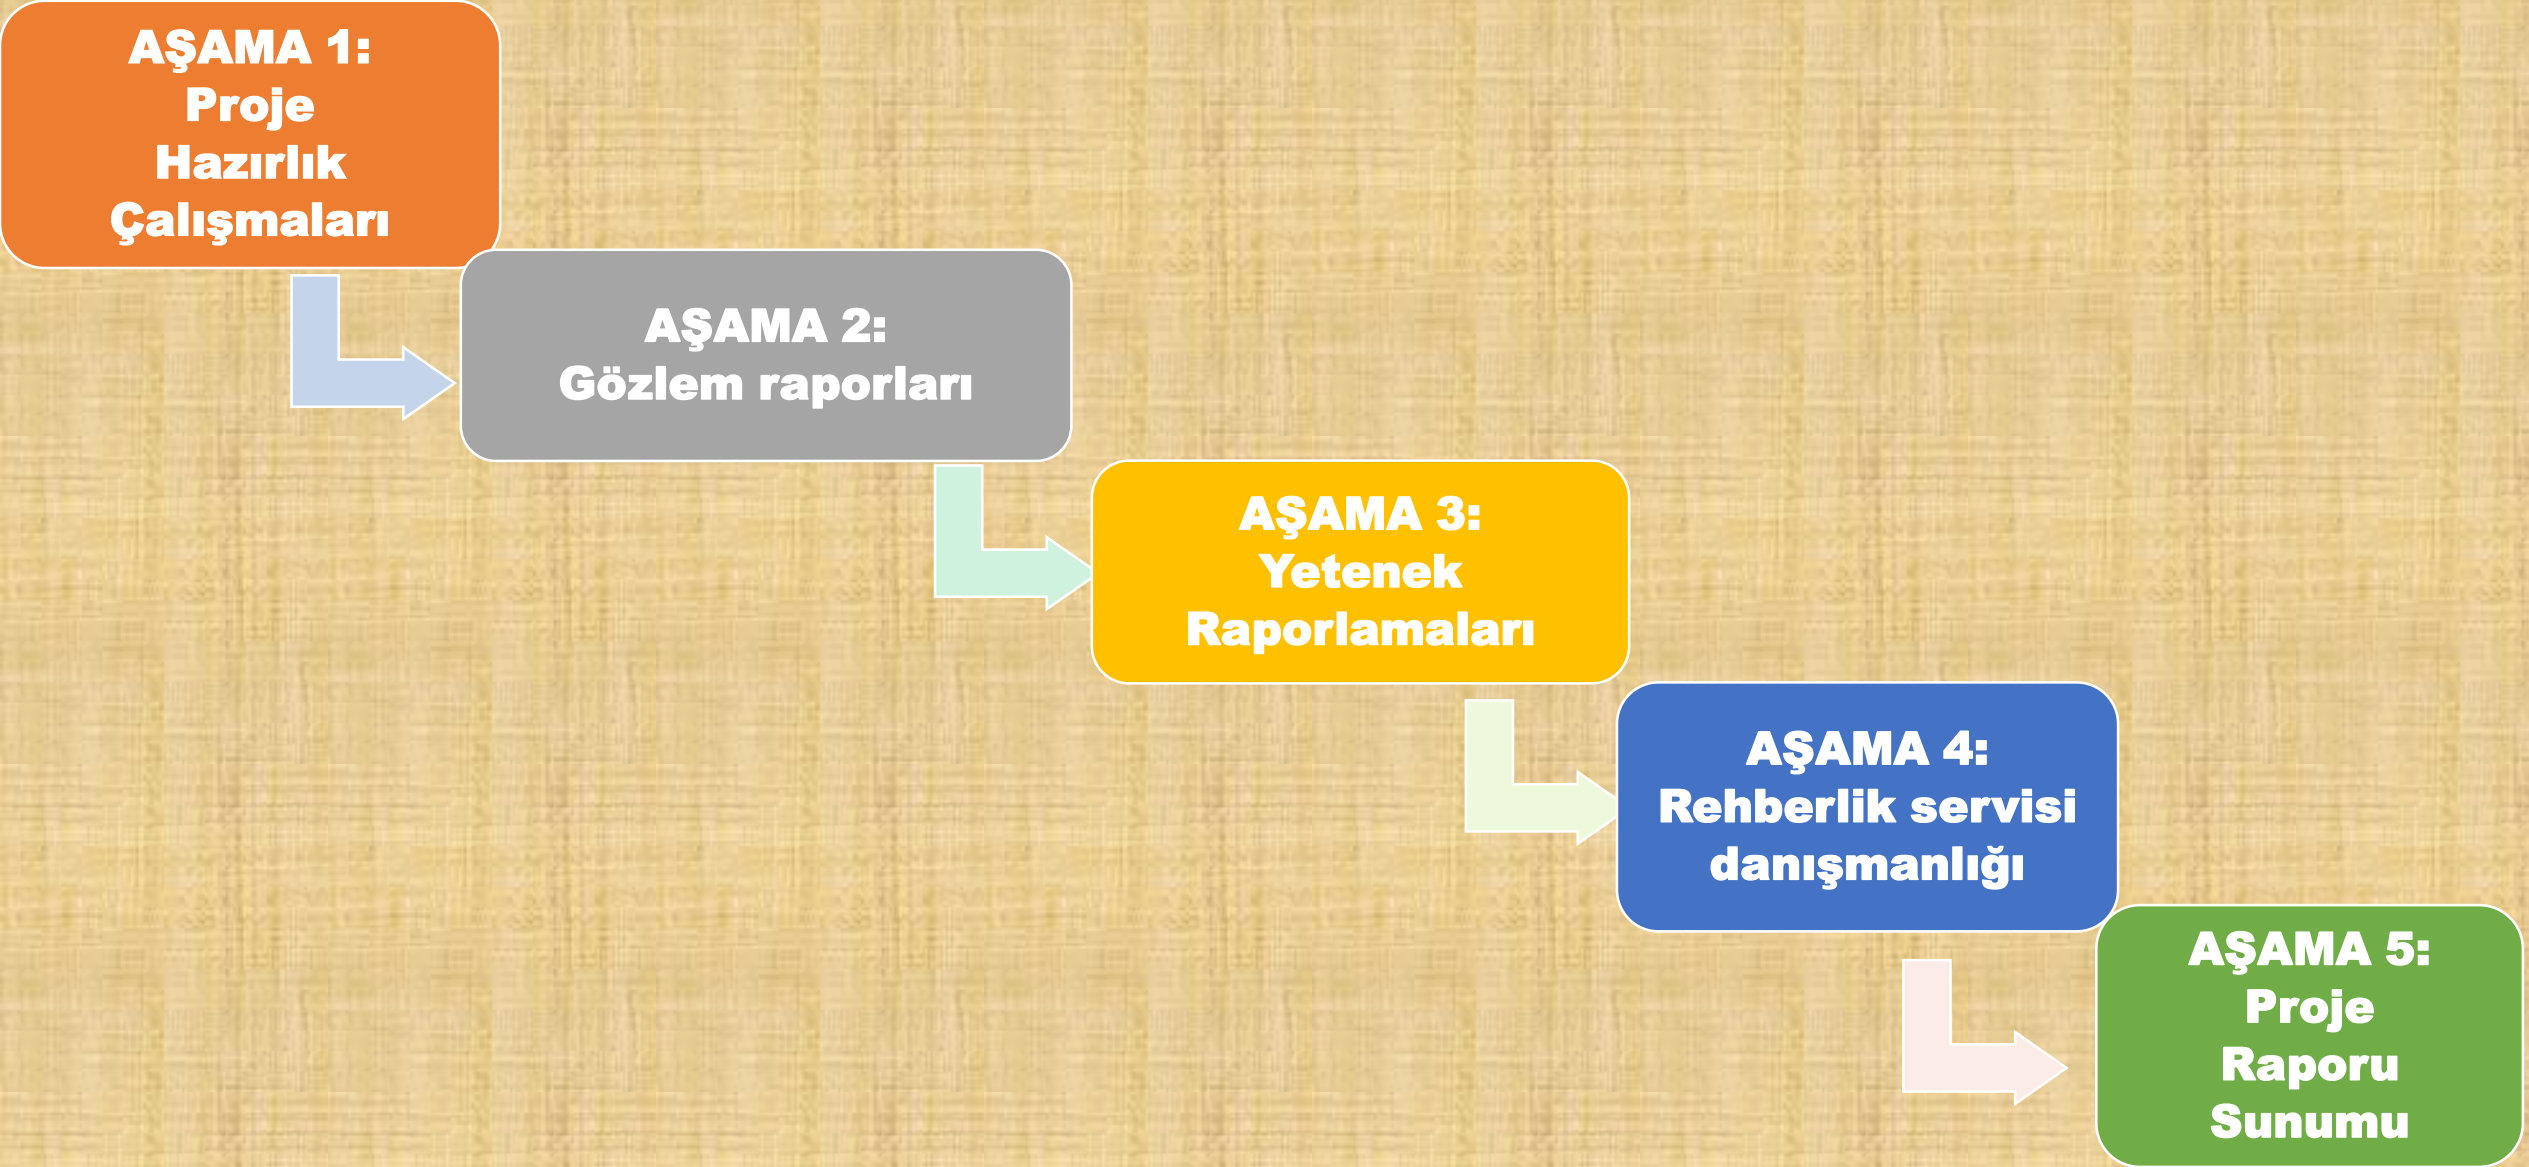 AŞAMA 1:
Proje
Hazırlık
Çalışmaları
AŞAMA 2:
Gözlem raporları
AŞAMA 3:
Yetenek
Raporlamaları
AŞAMA 4:
Rehberlik servisi
danışmanlığı
AŞAMA 5:
Proje
Raporu
Sunumu